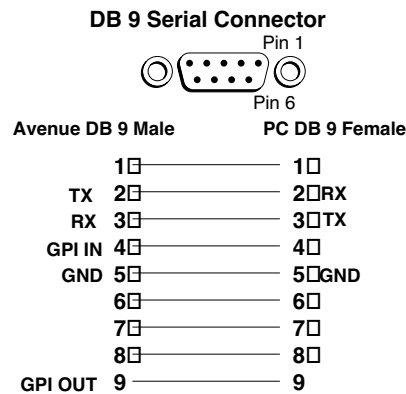 DB 9 Serial Connector
Pin 1
Pin 6
Avenue DB 9 Male PC DB 9 Female
1 1
TX 2 2 RX
RX 3 3 TX
GPI IN 4 4
GND 5 5 GND
6 6
7 7
8 8
GPI OUT 9 9